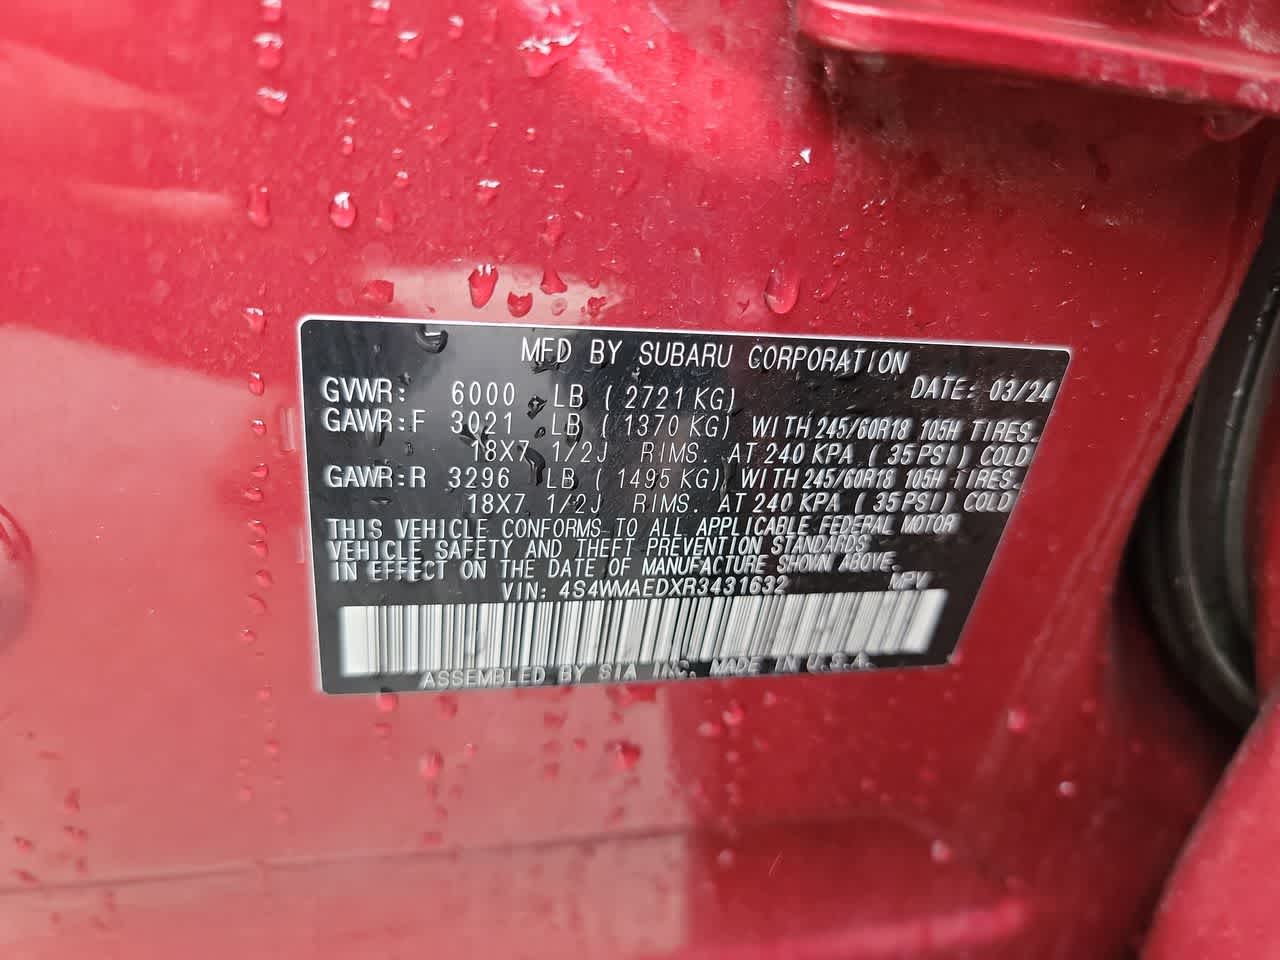 MFD BY SUBARU CORPORATION
GVWR: 6000 LB (2721 KG) DATE: 03/24
GAWR:F 3021 LB (1370 KG) WITH 245/60R18 105H TIRES.
18X7 1/2J RIMS. AT 240 KPA (35 PSI) COLD
GAWR:R 3296 LB (1495 KG) WITH 245/60R18 105H TIRES.
18X7 1/2J RIMS. AT 240 KPA (35 PSI) COLD
THIS VEHICLE CONFORMS TO ALL APPLICABLE FEDERAL MOTOR
VEHICLE SAFETY AND THEFT PREVENTION STANDARDS
IN EFFECT ON THE DATE OF MANUFACTURE SHOWN ABOVE.
VIN: 4S4WMAEDXR3431632 MPV
ASSEMBLED BY SIA INC. MADE IN U.S.A.